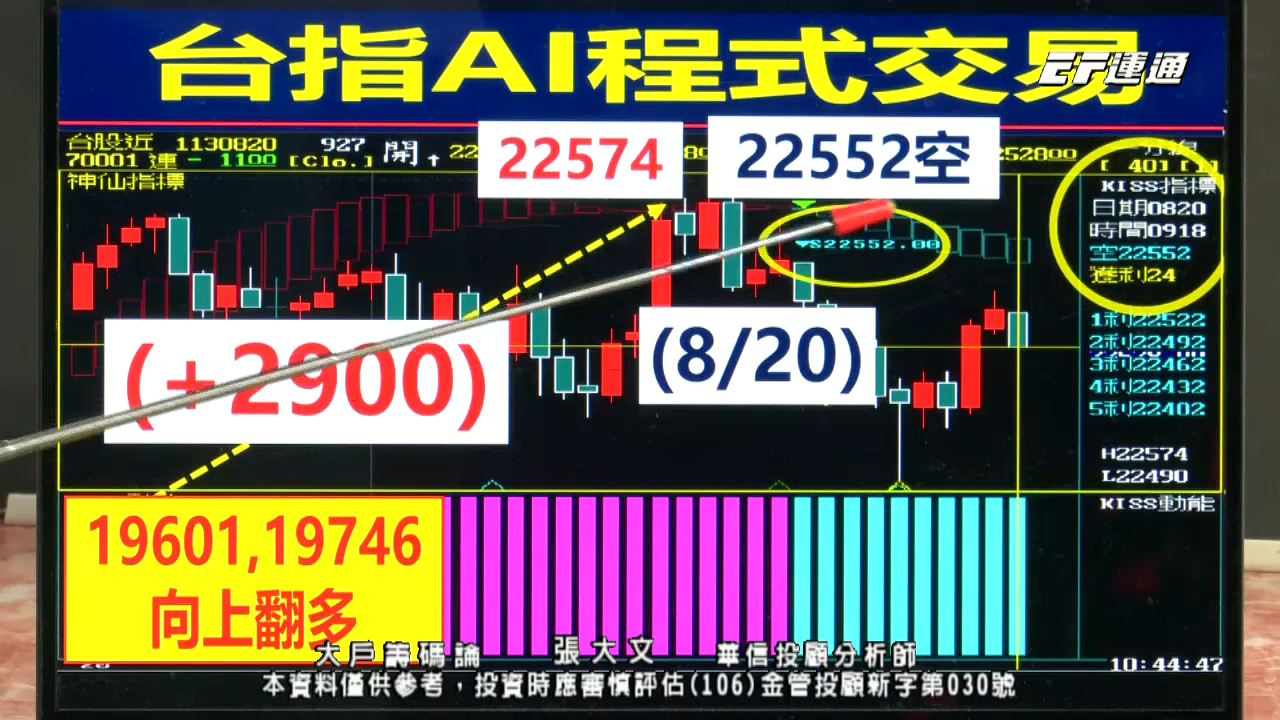 台指AI程式交易
EF運通
台股近 1130820 927 開↑
70001 連 - 1100 [Clo.]
神仙指標
22574
22552空
52800
分線
[ 40] [1]
KISS指標
日期0820
時間0918
空22552
獲利24
S22552.00
1利22522
2利22492
3利22462
4利22432
5利22402
H22574
L22490
(+2900)
(8/20)
KISS動能
19601,19746
向上翻多
10:44:47
大戶籌碼論 張大文 華信投顧分析師
本資料僅供參考，投資時應審慎評估(106)金管投顧新字第030號